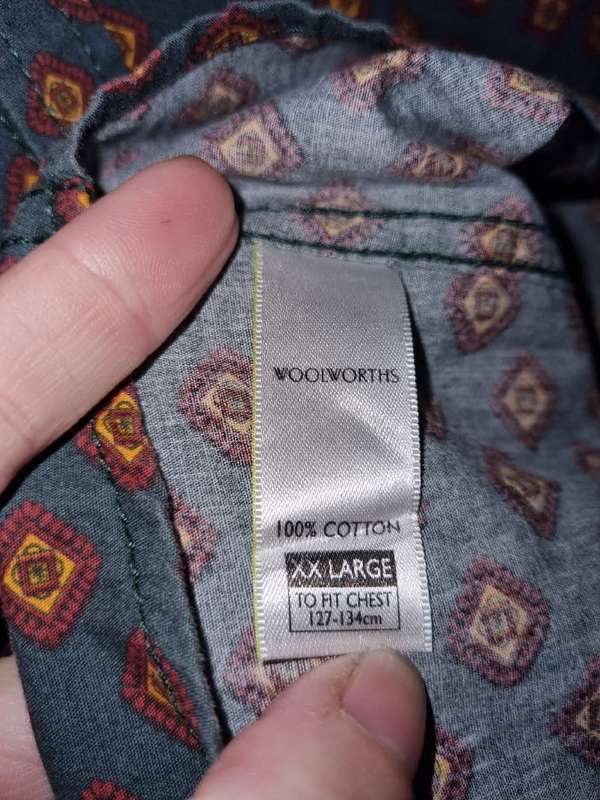 WOOLWORTHS
100% COTTON
XX LARGE
TO FIT CHEST
127-134cm